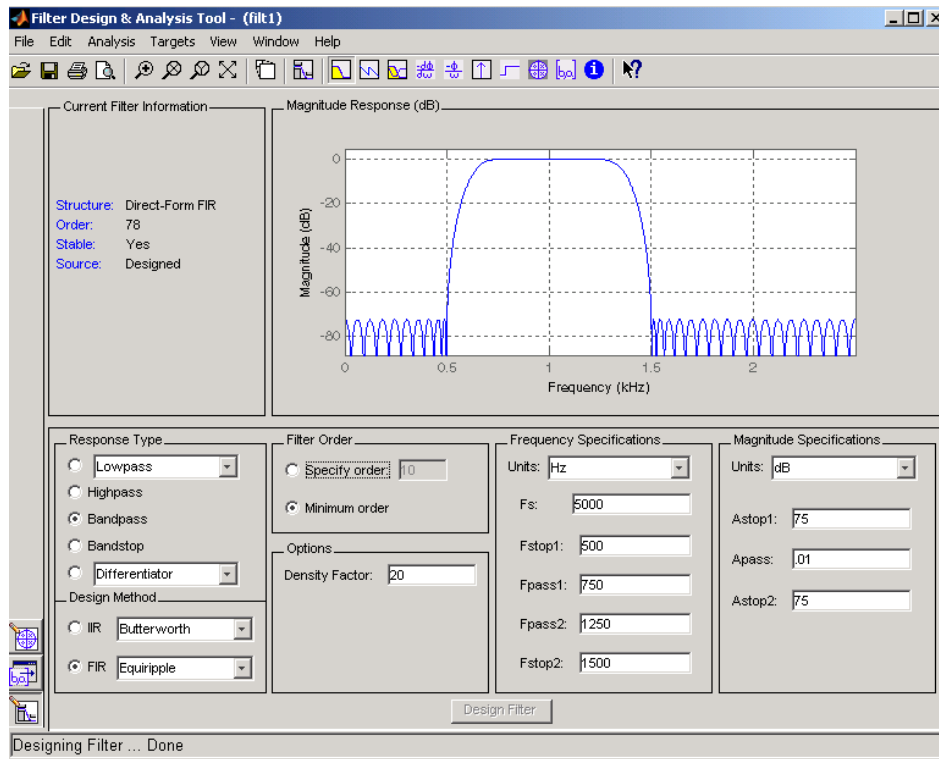 Filter Design & Analysis Tool - (filt1)
File Edit Analysis Targets View Window Help
Current Filter Information
Structure: Direct-Form FIR
Order: 78
Stable: Yes
Source: Designed
Magnitude Response (dB)
Magnitude (dB)
0
-20
-40
-60
-80
0 0.5 1 1.5 2
Frequency (kHz)
Response Type
Lowpass
Highpass
Bandpass
Bandstop
Differentiator
Design Method
IIR Butterworth
FIR Equiripple
Filter Order
Specify order: 10
Minimum order
Options
Density Factor: 20
Frequency Specifications
Units: Hz
Fs: 5000
Fstop1: 500
Fpass1: 750
Fpass2: 1250
Fstop2: 1500
Magnitude Specifications
Units: dB
Astop1: 75
Apass: .01
Astop2: 75
Design Filter
Designing Filter ... Done